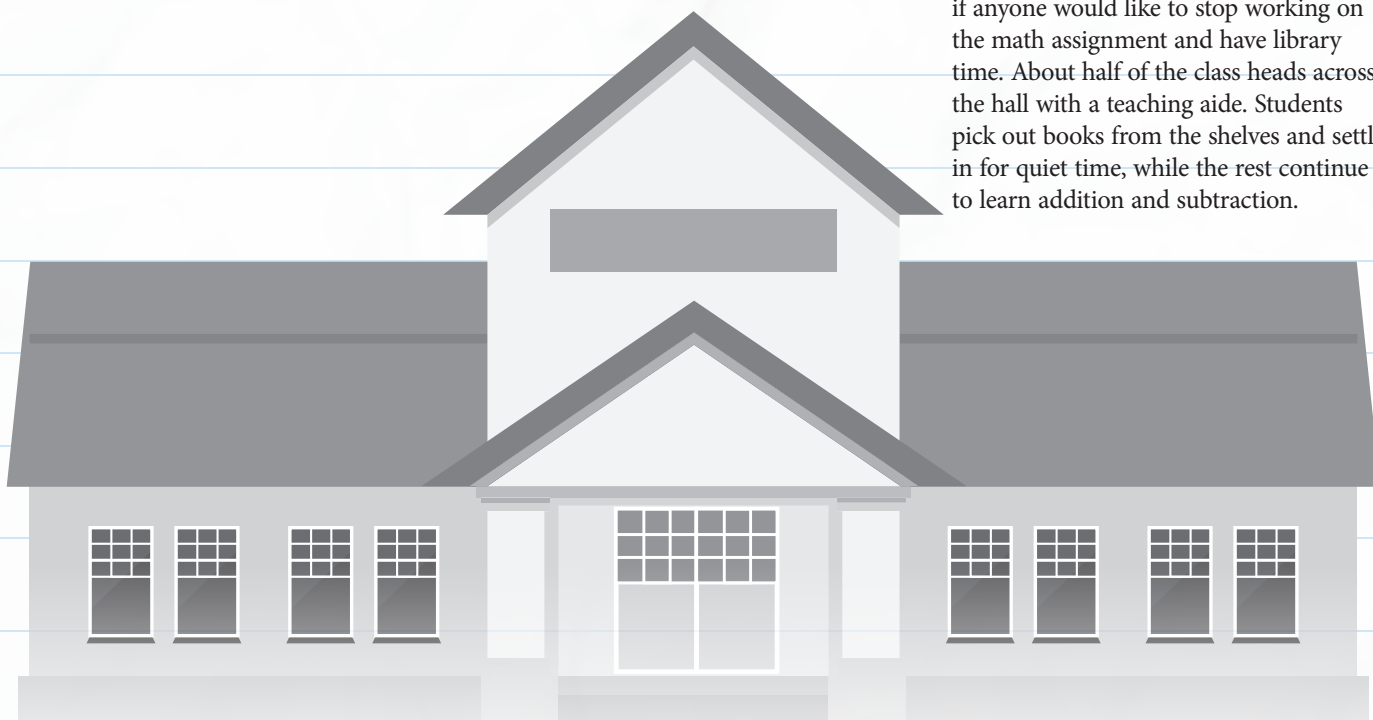 if anyone would like to stop working on
the math assignment and have library
time. About half of the class heads across
the hall with a teaching aide. Students
pick out books from the shelves and
in for quiet time, while the rest continue
to learn addition and subtraction.